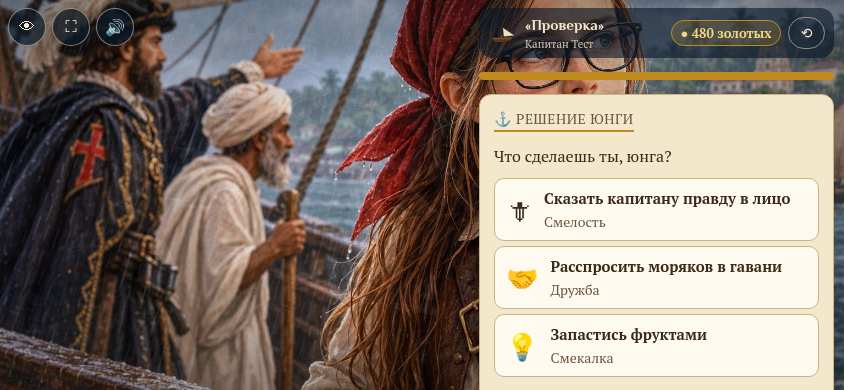 «Проверка»
Капитан Тест
480 золотых
РЕШЕНИЕ ЮНГИ
Что сделаешь ты, юнга?
Сказать капитану правду в лицо
Смелость
Расспросить моряков в гавани
Дружба
Запастись фруктами
Смекалка